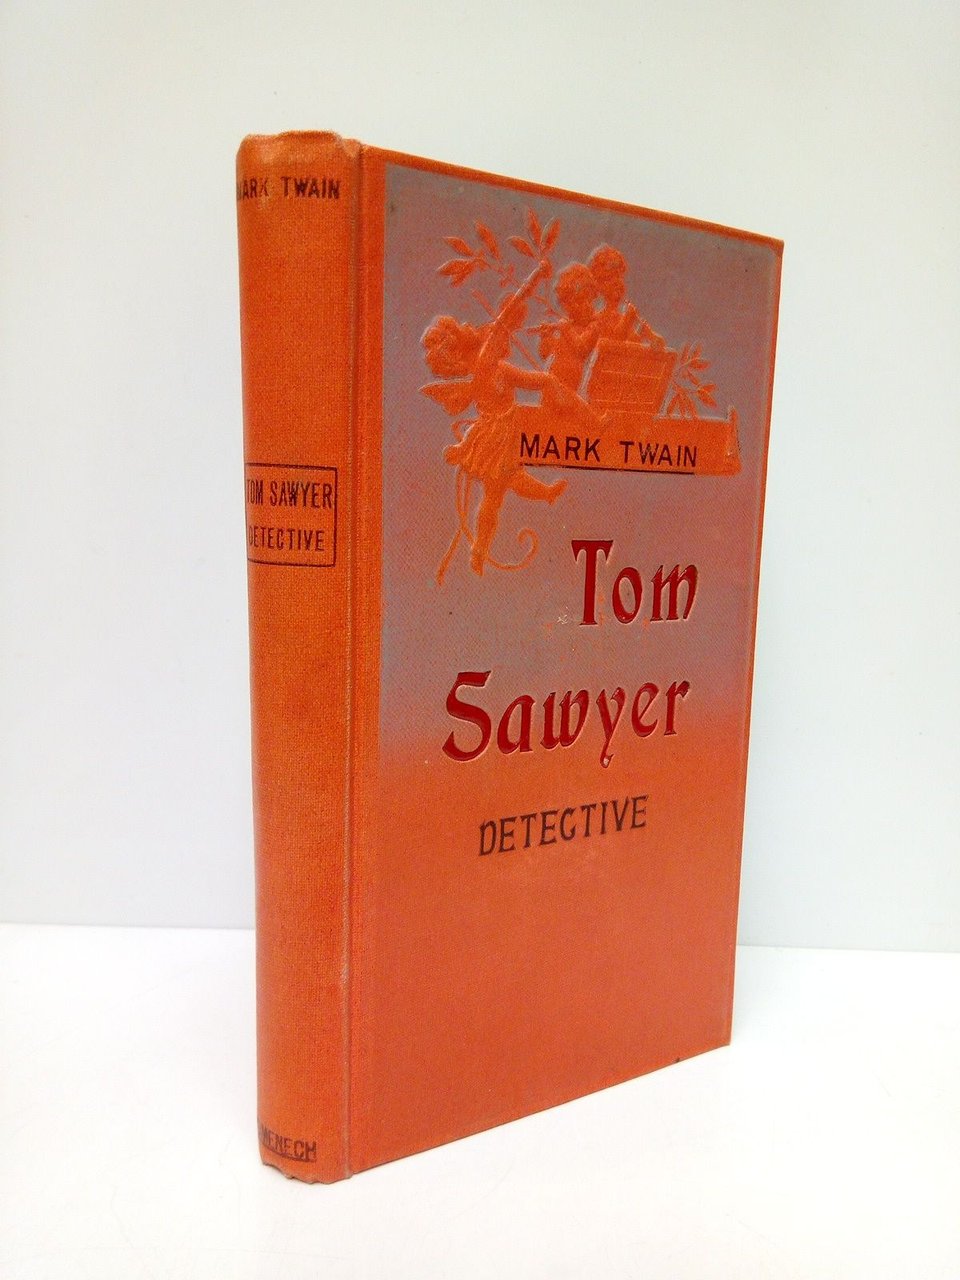 MARK TWAIN
TOM SAWYER
DETECTIVE
MARK TWAIN
Tom
Sawyer
DETECTIVE